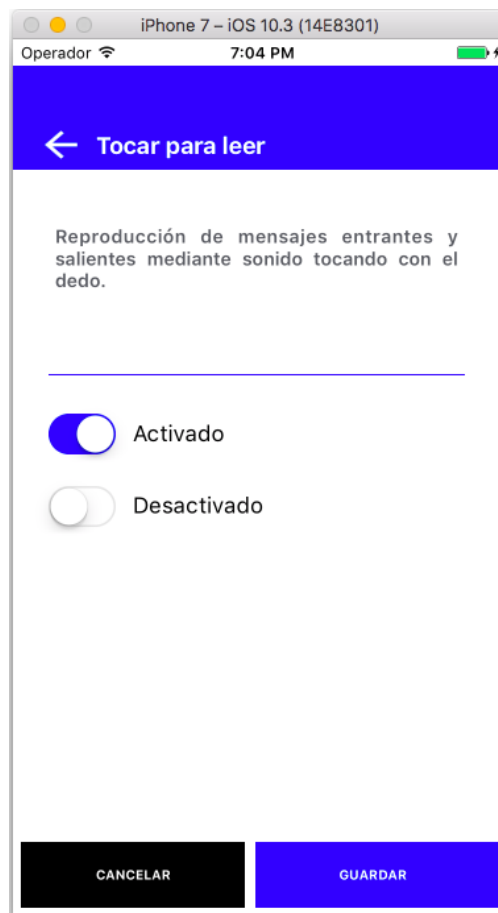 iPhone 7 – iOS 10.3 (14E8301)
Operador 7:04 PM
Tocar para leer
Reproducción de mensajes entrantes y
salientes mediante sonido tocando con el
dedo.
Activado
Desactivado
CANCELAR GUARDAR